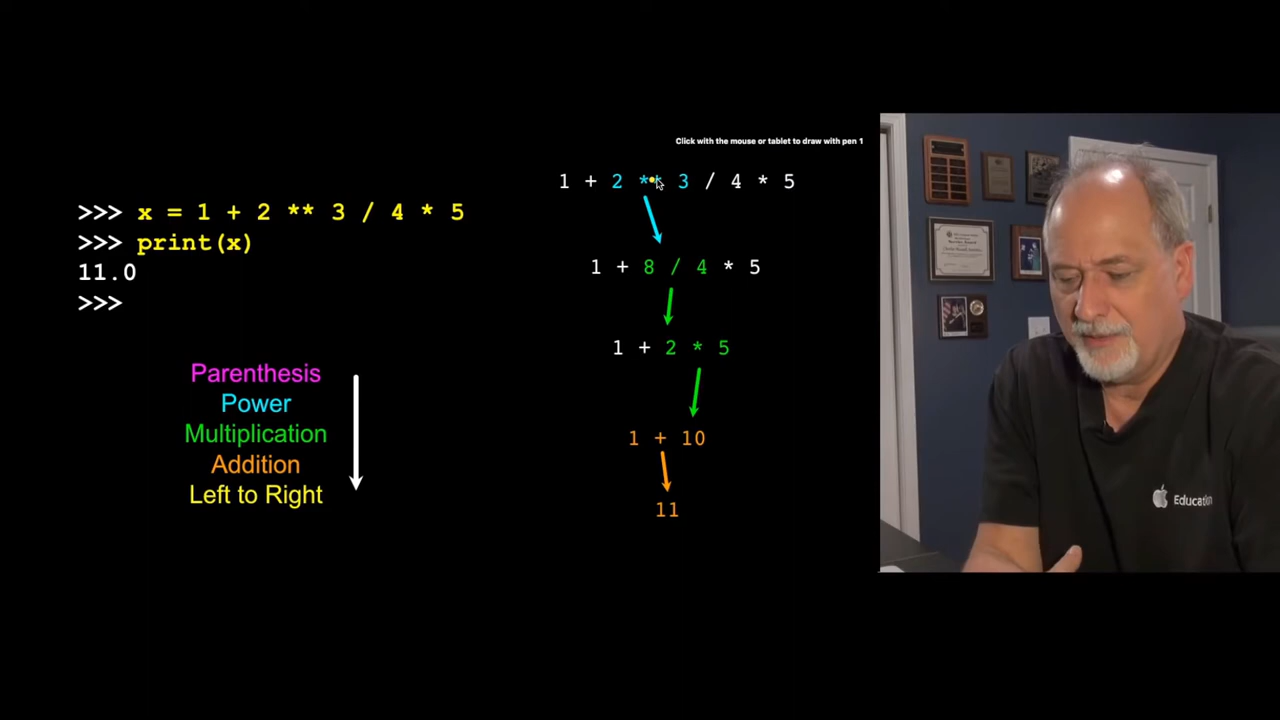 Click with the mouse or tablet to draw with pen 1
>>> x = 1 + 2 ** 3 / 4 * 5
>>> print(x)
11.0
>>>
Parenthesis
Power
Multiplication
Addition
Left to Right
1 + 2 ** 3 / 4 * 5
1 + 8 / 4 * 5
1 + 2 * 5
1 + 10
11
Education